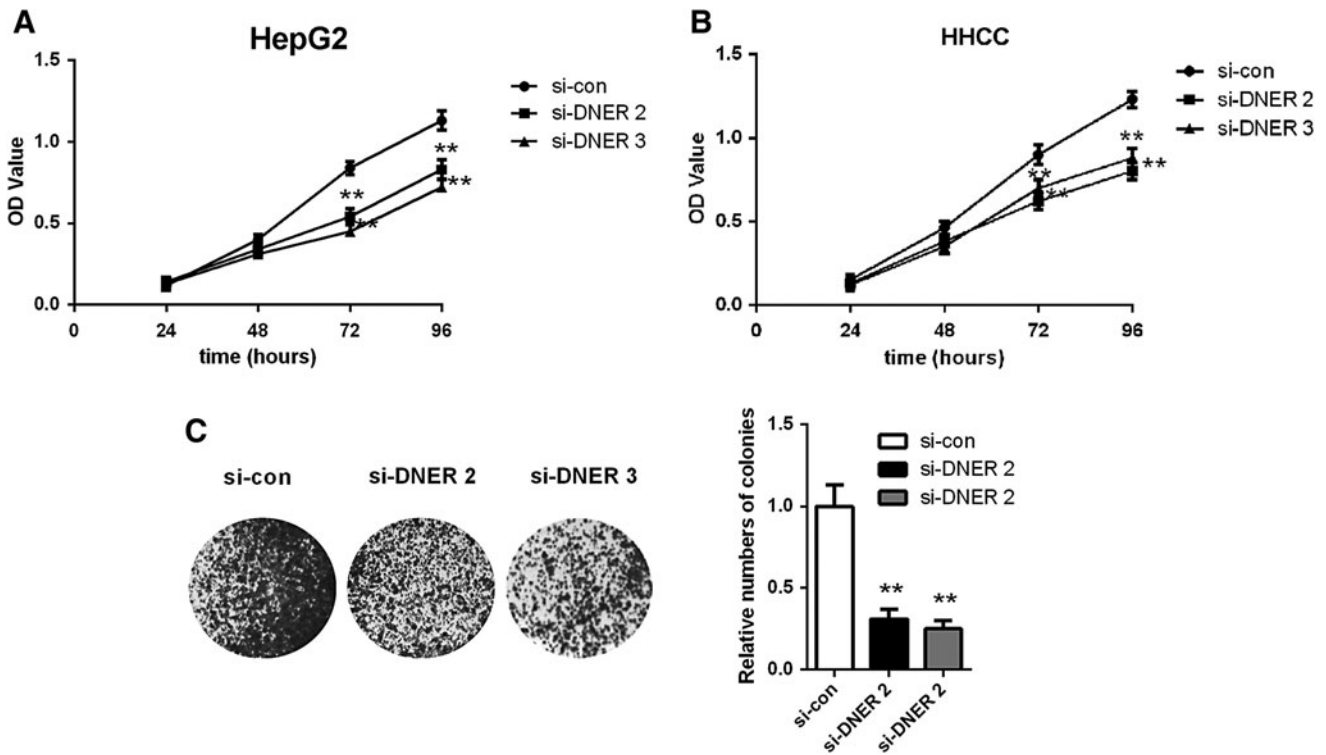 A
HepG2
1.5
1.0
0.5
0.0
OD Value
0
24
48
72
96
time (hours)
si-con
si-DNER 2
si-DNER 3
**
**
**
**
B
HHCC
1.5
1.0
0.5
0.0
OD Value
0
24
48
72
96
time (hours)
si-con
si-DNER 2
si-DNER 3
**
**
**
**
C
si-con
si-DNER 2
si-DNER 3
Relative numbers of colonies
1.5
1.0
0.5
0.0
si-con
si-DNER 2
si-DNER 2
**
**
si-con
si-DNER 2
si-DNER 2